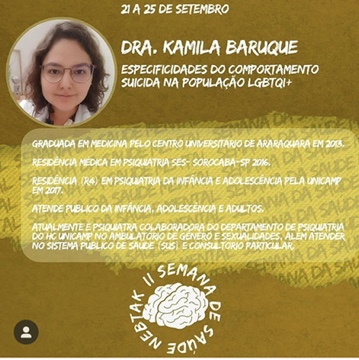 21 A 25 DE SETEMBRO
DRA. KAMILA BARUQUE
ESPECIFICIDADES DO COMPORTAMENTO
SUICIDA NA POPULAÇÃO LGBTQI+
GRADUADA EM MEDICINA PELO CENTRO UNIVERSITÁRIO DE ARARAQUARA EM 2013.
RESIDÊNCIA MÉDICA EM PSIQUIATRIA SES- SOROCABA-SP 2016.
RESIDÊNCIA (R4) EM PSIQUIATRIA DA INFÂNCIA E ADOLESCÊNCIA PELA UNICAMP
EM 2017.
ATENDE PUBLICO DA INFÂNCIA, ADOLESCÊNCIA E ADULTOS.
ATUALMENTE É PSIQUIATRA COLABORADORA DO DEPARTAMENTO DE PSIQUIATRIA
DO HC UNICAMP NO AMBULATÓRIO DE GÊNERO E SEXUALIDADES, ALÉM ATENDER
NO SISTEMA PÚBLICO DE SAÚDE (SUS) E CONSULTÓRIO PARTICULAR.
II SEMANA DE SAÚDE NEBTAK